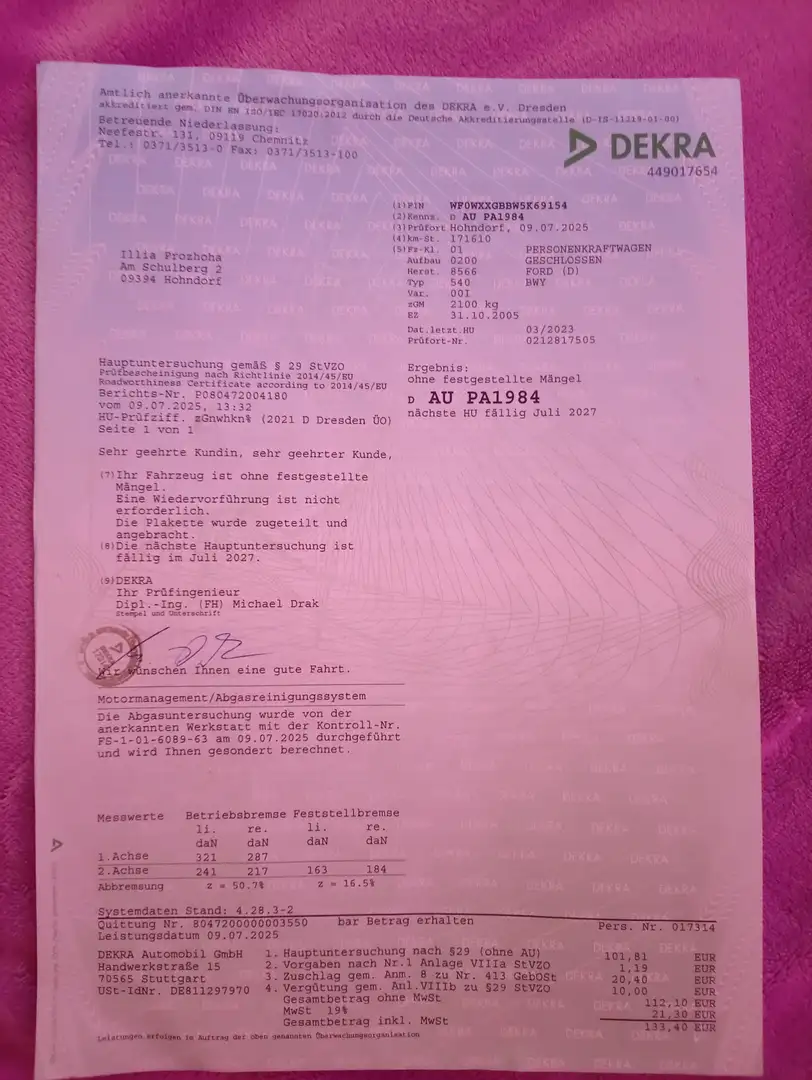 Amtlich anerkannte Überwachungsorganisation des DEKRA e.V. Dresden
akkreditiert gem. DIN EN ISO/IEC 17020:2012 durch die Deutsche Akkreditierungsstelle (D-IS-11219-01-00)
Betreuende Niederlassung:
Neefestr. 131, 09119 Chemnitz
Tel.: 0371/3513-0 Fax: 0371/3513-100
DEKRA
449017654
(1) FIN WF0WXXGBBW5K69154
(2) Kennz. D AU PA1984
(3) Prüfort Hohndorf, 09.07.2025
(4) km-St. 171610
(5) Fz-Kl. 01 PERSONENKRAFTWAGEN
Aufbau 0200 GESCHLOSSEN
Herst. 8566 FORD (D)
Typ 540 BWY
Var. 00I
zGM 2100 kg
EZ 31.10.2005
Dat.letzt.HU 03/2023
Prüfort-Nr. 0212817505
Illia Prozhoha
Am Schulberg 2
09394 Hohndorf
Hauptuntersuchung gemäß § 29 StVZO
Prüfbescheinigung nach Richtlinie 2014/45/EU
Roadworthiness Certificate according to 2014/45/EU
Berichts-Nr. P080472004180
vom 09.07.2025, 13:32
HU-Prüfziff. zGnwhkn% (2021 D Dresden ÜO)
Seite 1 von 1
Ergebnis:
ohne festgestellte Mängel
D AU PA1984
nächste HU fällig Juli 2027
Sehr geehrte Kundin, sehr geehrter Kunde,
(7) Ihr Fahrzeug ist ohne festgestellte
Mängel.
Eine Wiedervorführung ist nicht
erforderlich.
Die Plakette wurde zugeteilt und
angebracht.
(8) Die nächste Hauptuntersuchung ist
fällig im Juli 2027.
(9) DEKRA
Ihr Prüfingenieur
Dipl.-Ing. (FH) Michael Drak
Stempel und Unterschrift
Wir wünschen Ihnen eine gute Fahrt.
Motormanagement/Abgasreinigungssystem
Die Abgasuntersuchung wurde von der
anerkannten Werkstatt mit der Kontroll-Nr.
FS-1-01-6089-63 am 09.07.2025 durchgeführt
und wird Ihnen gesondert berechnet.
Messwerte Betriebsbremse Feststellbremse
li. re. li. re.
daN daN daN daN
1.Achse 321 287
2.Achse 241 217 163 184
Abbremsung z = 50.7% z = 16.5%
Systemdaten Stand: 4.28.3-2
Quittung Nr. 8047200000003550 bar Betrag erhalten Pers. Nr. 017314
Leistungsdatum 09.07.2025
DEKRA Automobil GmbH
Handwerkstraße 15
70565 Stuttgart
USt-IdNr. DE811297970
1. Hauptuntersuchung nach §29 (ohne AU) 101,81 EUR
2. Vorgaben nach Nr.1 Anlage VIIIa StVZO 1,19 EUR
3. Zuschlag gem. Anm. 8 zu Nr. 413 GebOSt 20,40 EUR
4. Vergütung gem. Anl.VIIIb zu §29 StVZO 10,00 EUR
Gesamtbetrag ohne MwSt 112,10 EUR
MwSt 19% 21,30 EUR
Gesamtbetrag inkl. MwSt 133,40 EUR
Leistungen erfolgen im Auftrag der oben genannten Überwachungsorganisation